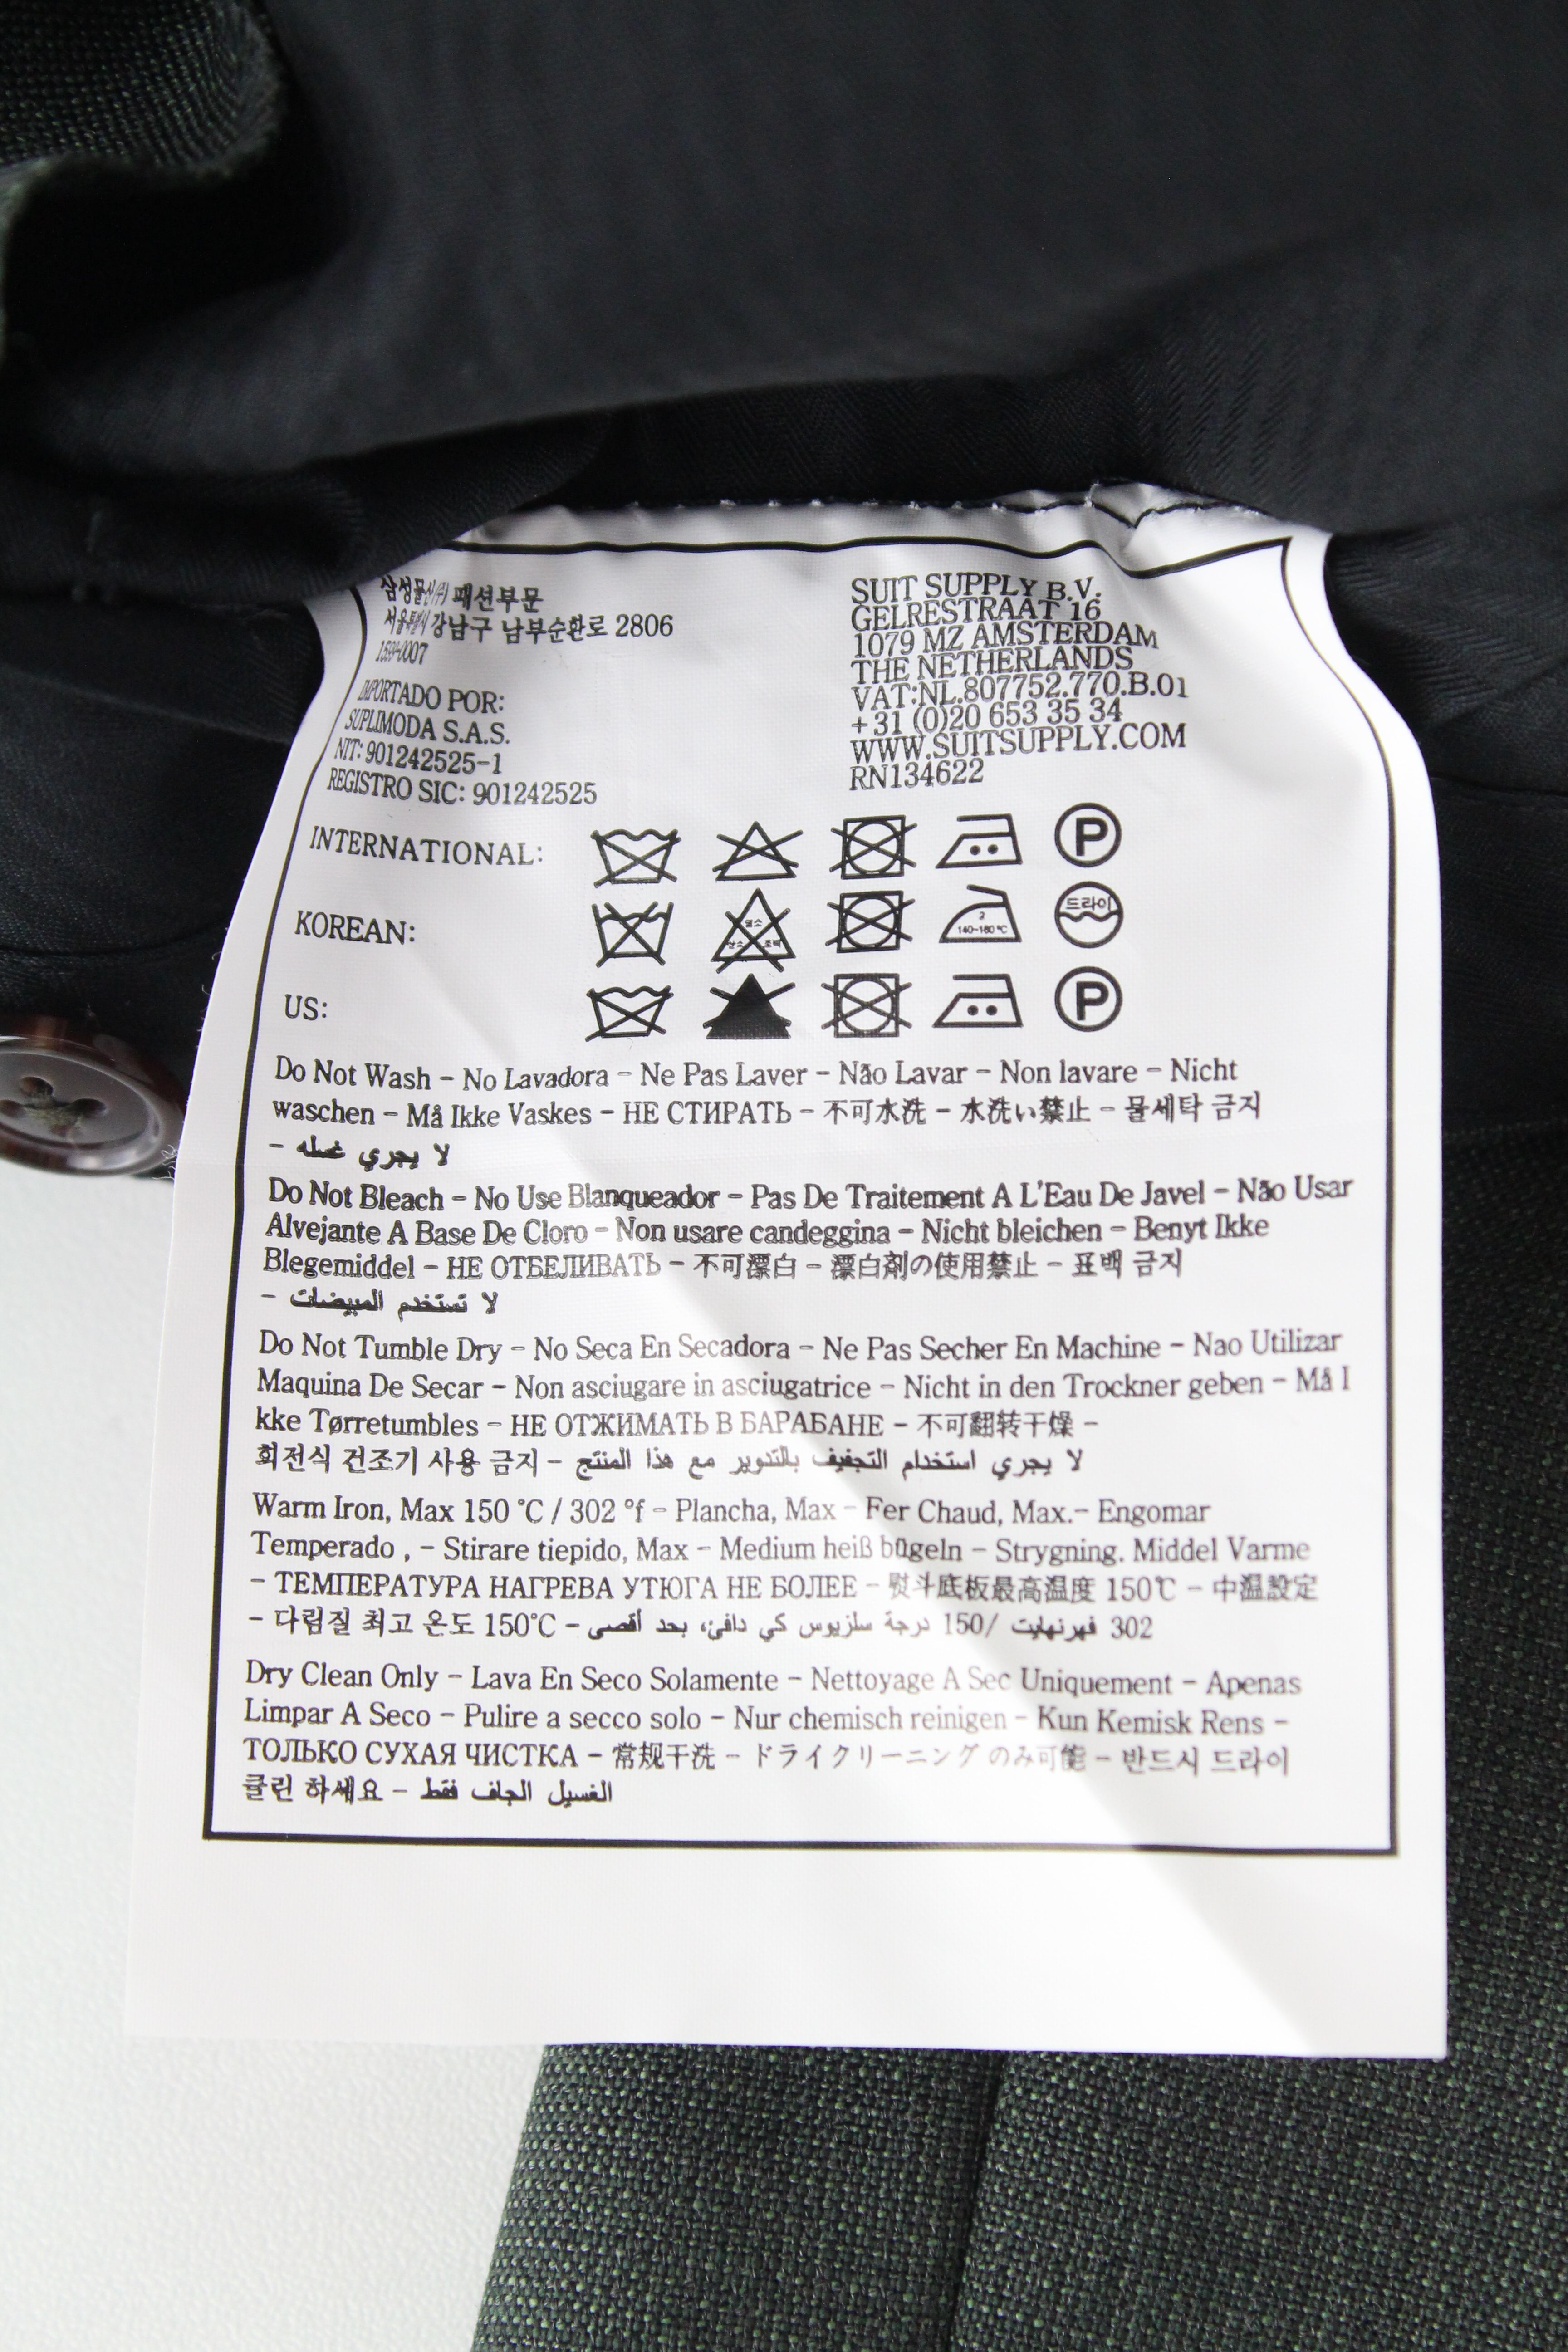 삼성물산(주) 패션부문
서울특별시 강남구 남부순환로 2806
1599-0007
IMPORTADO POR:
SUPLIMODA S.A.S.
NIT: 901242525-1
REGISTRO SIC: 901242525
SUIT SUPPLY B.V.
GELRESTRAAT 16
1079 MZ AMSTERDAM
THE NETHERLANDS
VAT:NL.807752.770.B.01
+31 (0)20 653 35 34
WWW.SUITSUPPLY.COM
RN134622
INTERNATIONAL:
P
KOREAN:
염소
산소 표백
2
140~160℃
드라이
US:
P
Do Not Wash - No Lavadora - Ne Pas Laver - Não Lavar - Non lavare - Nicht
waschen - Må Ikke Vaskes - НЕ СТИРАТЬ - 不可水洗 - 水洗い禁止 - 물세탁 금지
- لا يجري غسله
Do Not Bleach - No Use Blanqueador - Pas De Traitement A L'Eau De Javel - Não Usar
Alvejante A Base De Cloro - Non usare candeggina - Nicht bleichen - Benyt Ikke
Blegemiddel - НЕ ОТБЕЛИВАТЬ - 不可漂白 - 漂白剤の使用禁止 - 표백 금지
- لا تستخدم المبيضات
Do Not Tumble Dry - No Seca En Secadora - Ne Pas Secher En Machine - Nao Utilizar
Maquina De Secar - Non asciugare in asciugatrice - Nicht in den Trockner geben - Må I
kke Tørretumbles - НЕ ОТЖИМАТЬ В БАРАБАНЕ - 不可翻转干燥 -
회전식 건조기 사용 금지 - لا يجري استخدام التجفيف بالتدوير مع هذا المنتج
Warm Iron, Max 150 °C / 302 °f - Plancha, Max - Fer Chaud, Max.- Engomar
Temperado , - Stirare tiepido, Max - Medium heiß bügeln - Strygning. Middel Varme
- ТЕМПЕРАТУРА НАГРЕВА УТЮГА НЕ БОЛЕЕ - 熨斗底板最高温度 150℃ - 中温設定
- 다림질 최고 온도 150℃ - كي دافئ، بحد أقصى 150 درجة سلزيوس/ 302 فهرنهايت
Dry Clean Only - Lava En Seco Solamente - Nettoyage A Sec Uniquement - Apenas
Limpar A Seco - Pulire a secco solo - Nur chemisch reinigen - Kun Kemisk Rens -
ТОЛЬКО СУХАЯ ЧИСТКА - 常规干洗 - ドライクリーニング のみ可能 - 반드시 드라이
클린 하세요 - الغسيل الجاف فقط